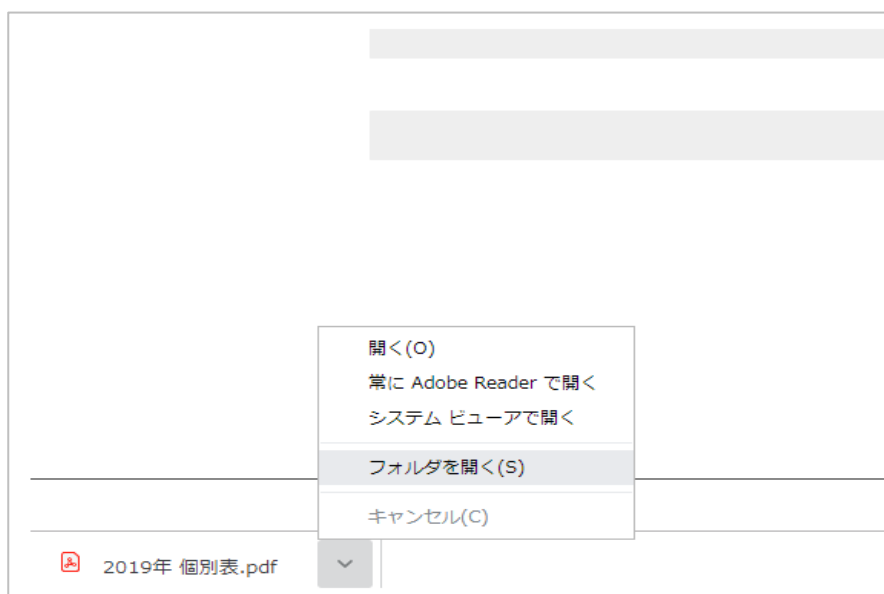 開く(O)
常に Adobe Reader で開く
システム ビューアで開く
フォルダを開く(S)
キャンセル(C)
2019年 個別表.pdf